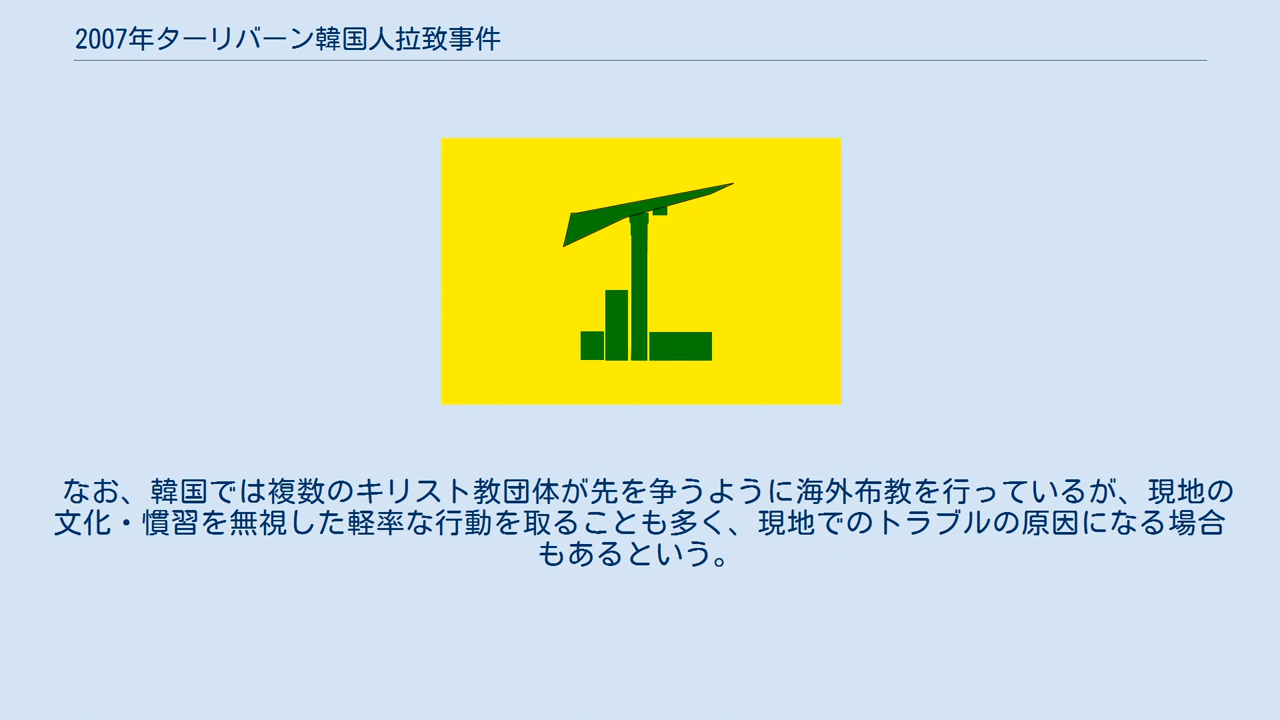 2007年ターリバーン韓国人拉致事件
なお、韓国では複数のキリスト教団体が先を争うように海外布教を行っているが、現地の
文化・慣習を無視した軽率な行動を取ることも多く、現地でのトラブルの原因になる場合
もあるという。